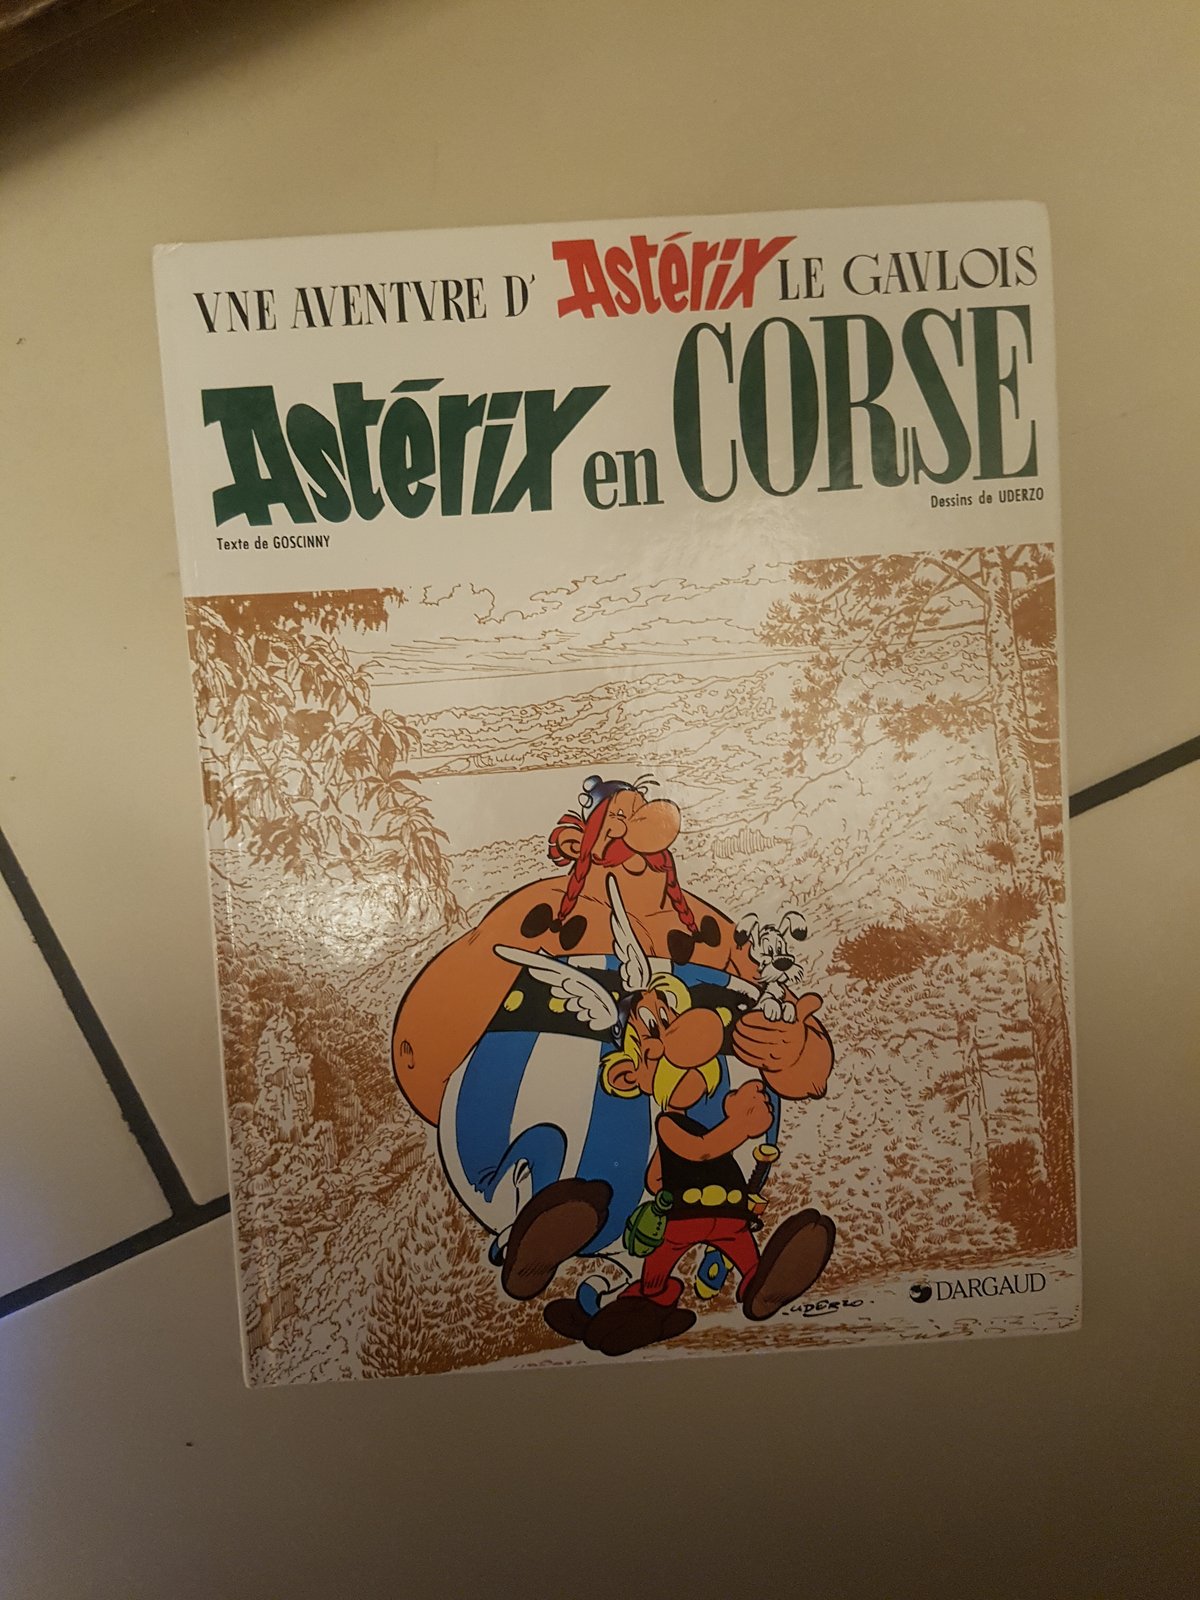 VNE AVENTVRE D' Astérix LE GAVLOIS
Astérix en CORSE
Texte de GOSCINNY
Dessins de UDERZO
UDERZO
DARGAUD